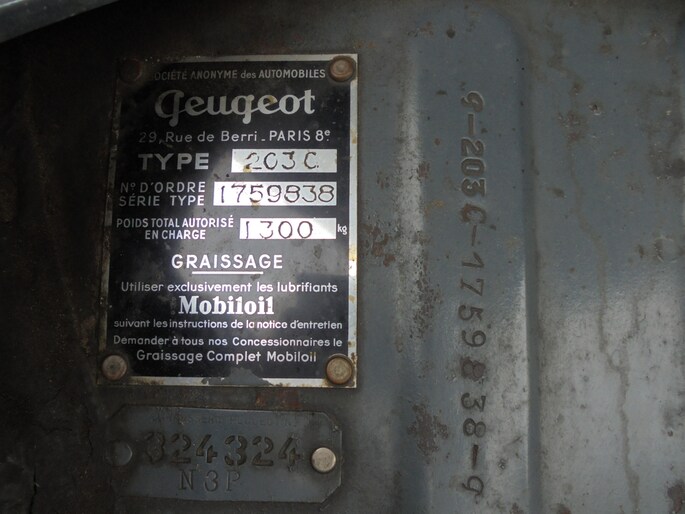 SOCIÉTÉ ANONYME des AUTOMOBILES
Peugeot
29, Rue de Berri - PARIS 8e
TYPE 203 C
N° D'ORDRE
SÉRIE TYPE 1759838
POIDS TOTAL AUTORISÉ
EN CHARGE 1300 kg
GRAISSAGE
Utiliser exclusivement les lubrifiants
Mobiloil
suivant les instructions de la notice d'entretien
Demander à tous nos Concessionnaires le
Graissage Complet Mobiloil
324324
N3P
9-203C-1759838-9